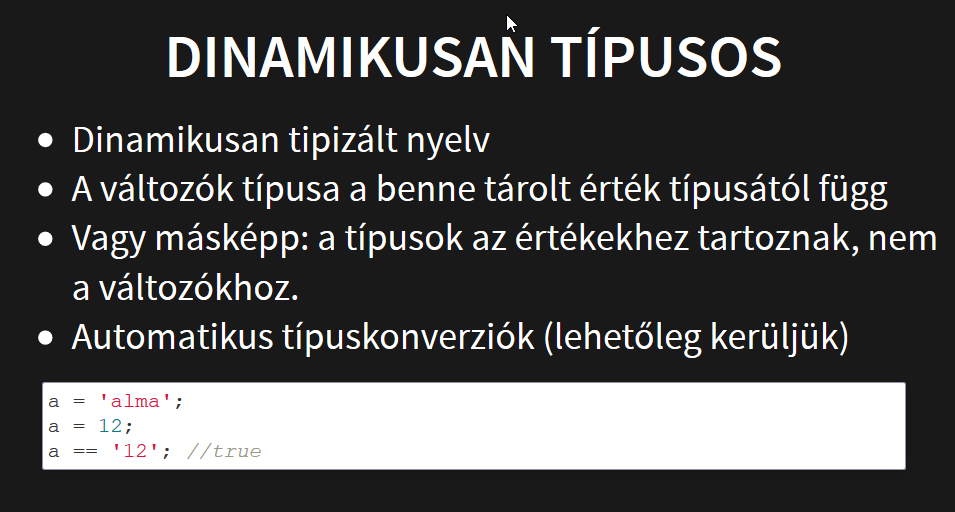 DINAMIKUSAN TÍPUSOS
Dinamikusan tipizált nyelv
A változók típusa a benne tárolt érték típusától függ
Vagy másképp: a típusok az értékekhez tartoznak, nem
a változókhoz.
Automatikus típuskonverziók (lehetőleg kerüljük)
a = 'alma';
a = 12;
a == '12'; //true